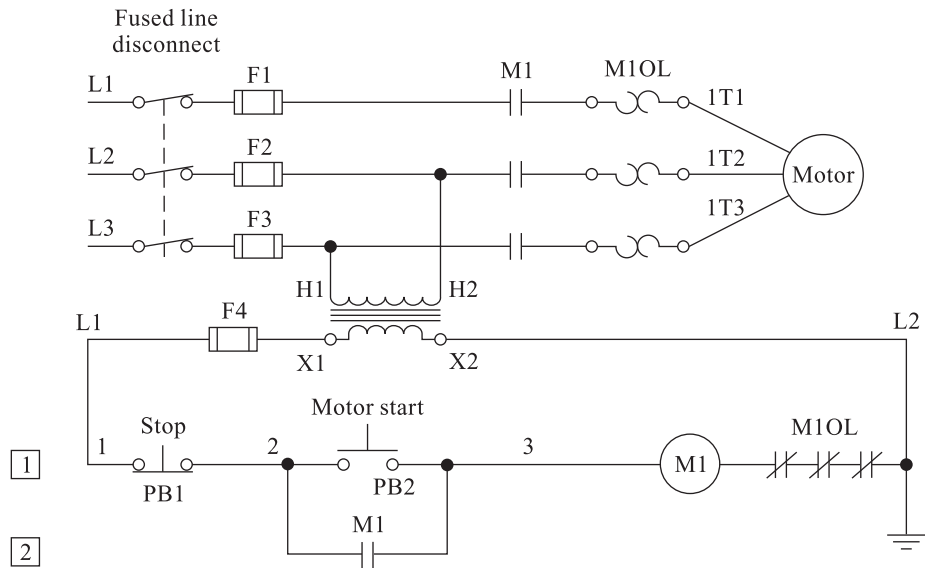 Fused line
disconnect
L1
F1
M1
M1OL
1T1
L2
F2
1T2
Motor
L3
F3
1T3
H1
H2
L1
F4
L2
X1
X2
Motor start
Stop
1
2
3
M1OL
1
M1
PB1
PB2
M1
2